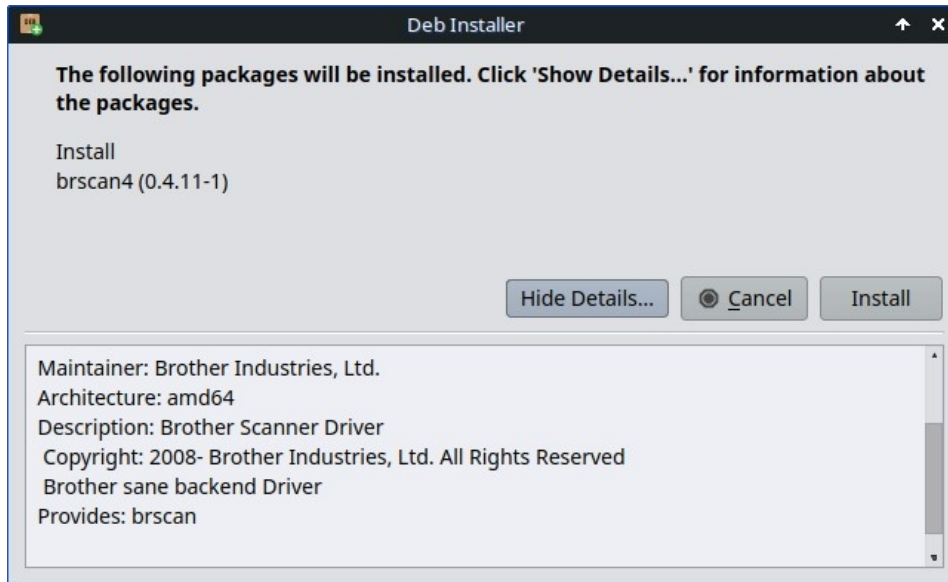 Deb Installer
The following packages will be installed. Click 'Show Details...' for information about
the packages.
Install
brscan4 (0.4.11-1)
Hide Details...
Cancel
Install
Maintainer: Brother Industries, Ltd.
Architecture: amd64
Description: Brother Scanner Driver
Copyright: 2008- Brother Industries, Ltd. All Rights Reserved
Brother sane backend Driver
Provides: brscan